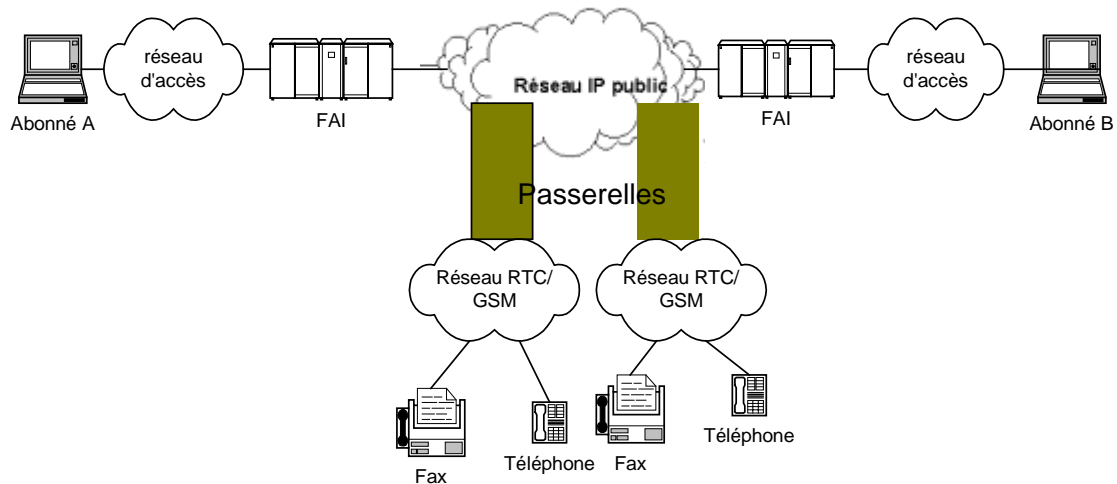 réseau
d'accès
Réseau IP public
réseau
d'accès
Abonné A
FAI
FAI
Abonné B
Passerelles
Réseau RTC/
GSM
Réseau RTC/
GSM
Fax
Téléphone
Fax
Téléphone